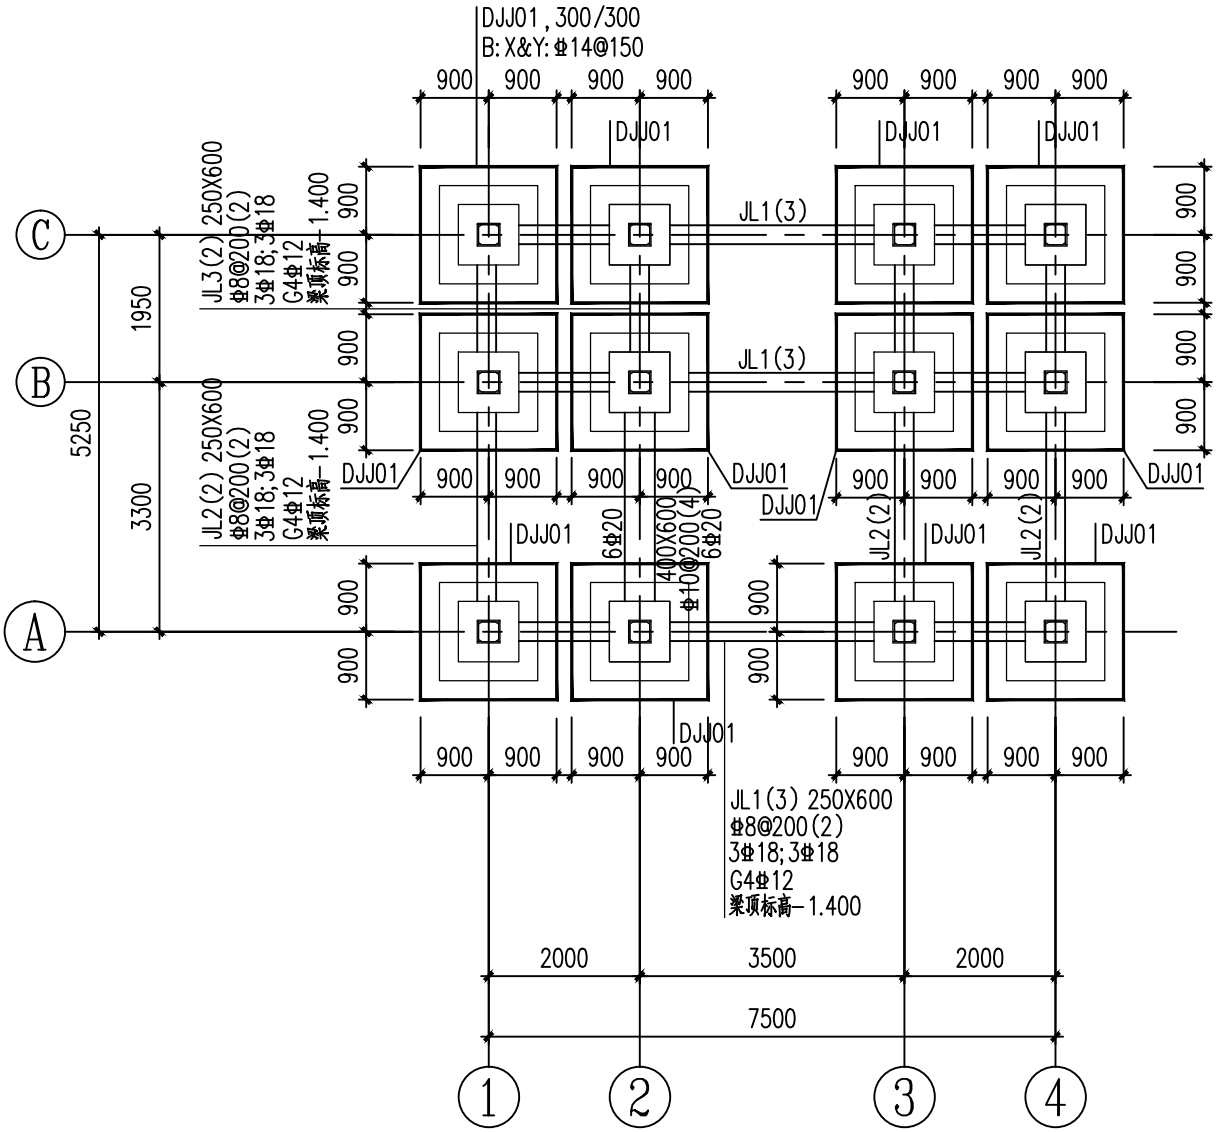 DJJ01,300/300
B:X&Y:⌽14@150
900 900 900 900 900 900 900 900
DJJ01 DJJ01 DJJ01
JL3(2) 250X600
⌽8@200(2)
3⌽18;3⌽18
G4⌽12
梁顶标高-1.400
900
900
JL1(3)
900
900
C
1950
900
900
JL1(3)
900
900
B
5250
3300
JL2(2) 250X600
⌽8@200(2)
3⌽18;3⌽18
G4⌽12
梁顶标高-1.400
DJJ01 DJJ01 DJJ01 DJJ01
900 900 900 900 900 900 900 900
6⌽20
400X600
⌽10@200(4)
6⌽20
JL2(2)
JL2(2)
DJJ01 DJJ01 DJJ01
900
900
900
900
A
DJJ01
900 900 900 900 900 900 900 900
JL1(3) 250X600
⌽8@200(2)
3⌽18;3⌽18
G4⌽12
梁顶标高-1.400
2000 3500 2000
7500
1 2 3 4